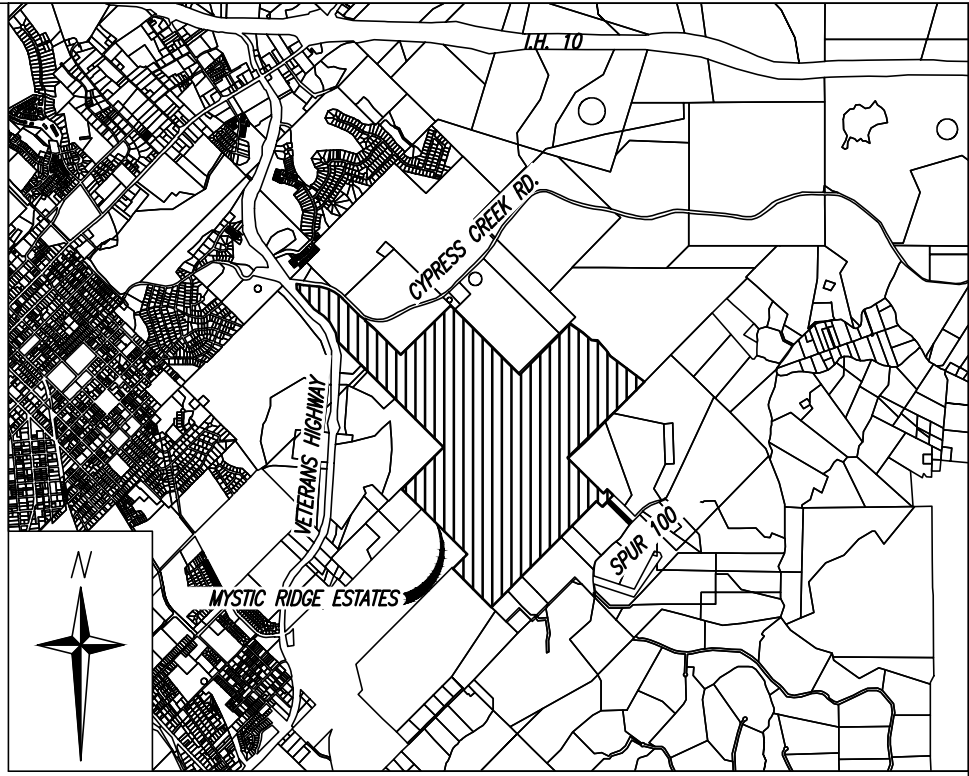 I.H. 10
CYPRESS CREEK RD.
VETERANS HIGHWAY
SPUR 100
N
MYSTIC RIDGE ESTATES